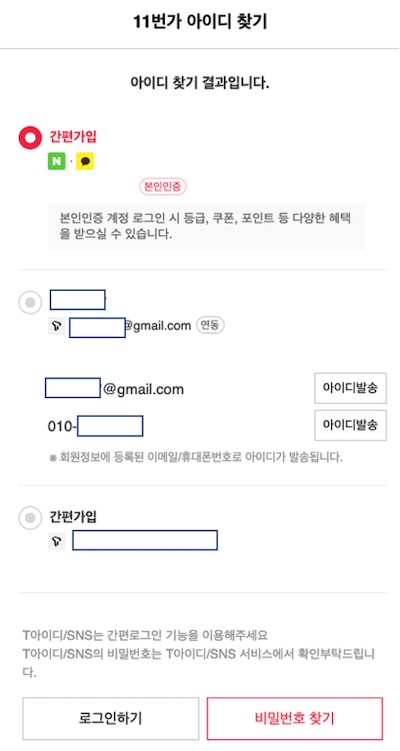 11번가 아이디 찾기
아이디 찾기 결과입니다.
간편가입
N ·
본인인증
본인인증 계정 로그인 시 등급, 쿠폰, 포인트 등 다양한 혜택
을 받으실 수 있습니다.
@gmail.com 연동
@gmail.com 아이디발송
010- 아이디발송
※ 회원정보에 등록된 이메일/휴대폰번호로 아이디가 발송됩니다.
간편가입
T아이디/SNS는 간편로그인 기능을 이용해주세요
T아이디/SNS의 비밀번호는 T아이디/SNS 서비스에서 확인부탁드립니
다.
로그인하기 비밀번호 찾기